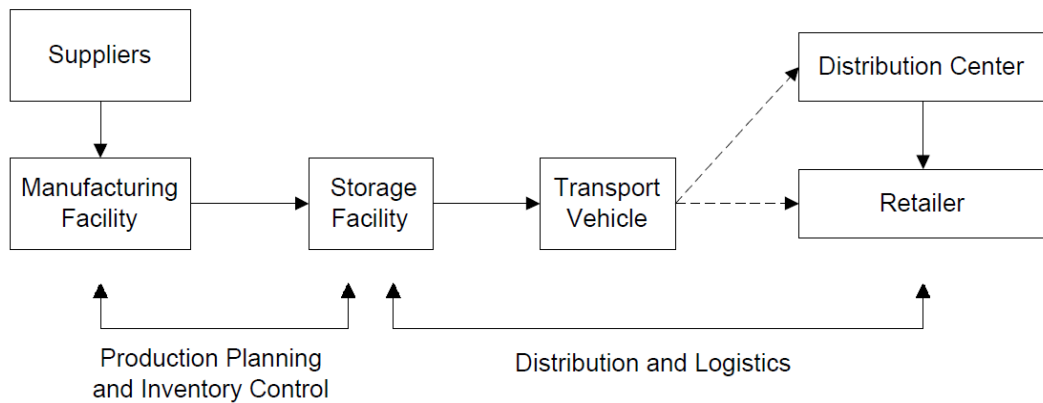 Suppliers
Distribution Center
Manufacturing
Facility
Storage
Facility
Transport
Vehicle
Retailer
Production Planning
and Inventory Control
Distribution and Logistics